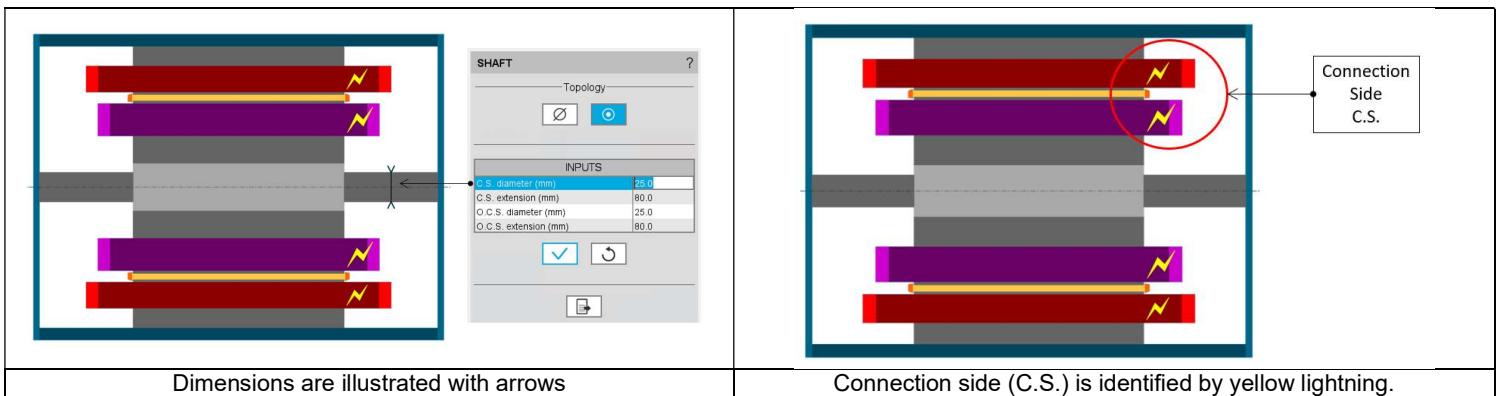 SHAFT ?
Topology
INPUTS
C.S. diameter (mm) 25.0
C.S. extension (mm) 80.0
O.C.S. diameter (mm) 25.0
O.C.S. extension (mm) 80.0
Dimensions are illustrated with arrows
Connection
Side
C.S.
Connection side (C.S.) is identified by yellow lightning.